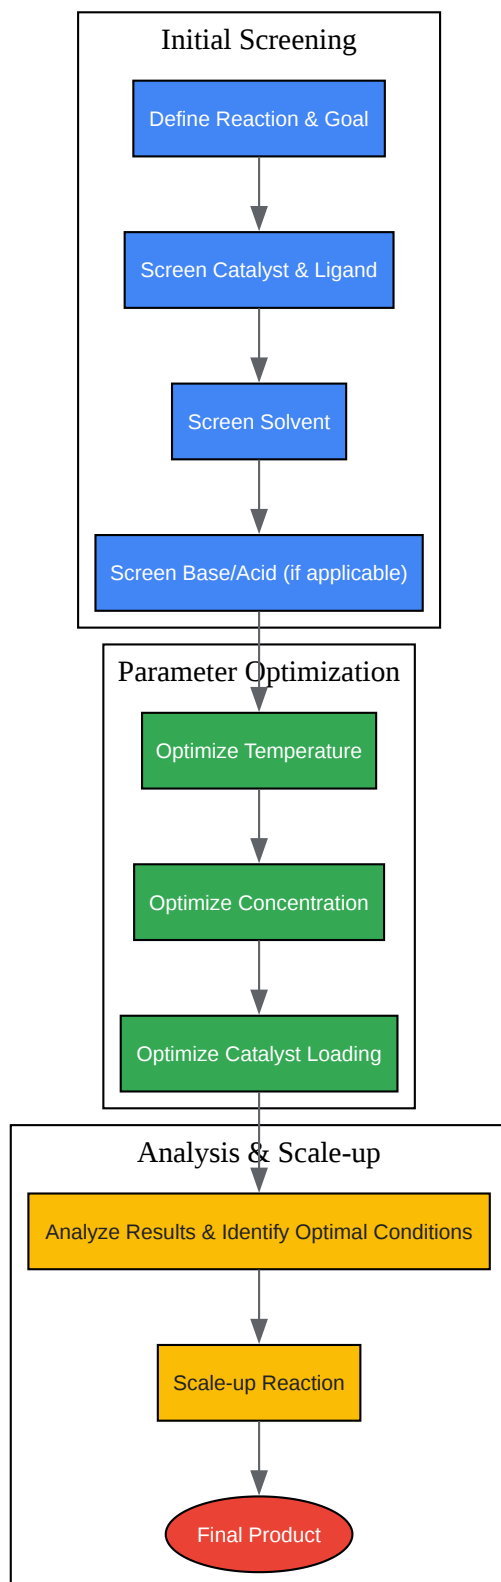 Initial Screening
Define Reaction & Goal
Screen Catalyst & Ligand
Screen Solvent
Screen Base/Acid (if applicable)
Parameter Optimization
Optimize Temperature
Optimize Concentration
Optimize Catalyst Loading
Analysis & Scale-up
Analyze Results & Identify Optimal Conditions
Scale-up Reaction
Final Product